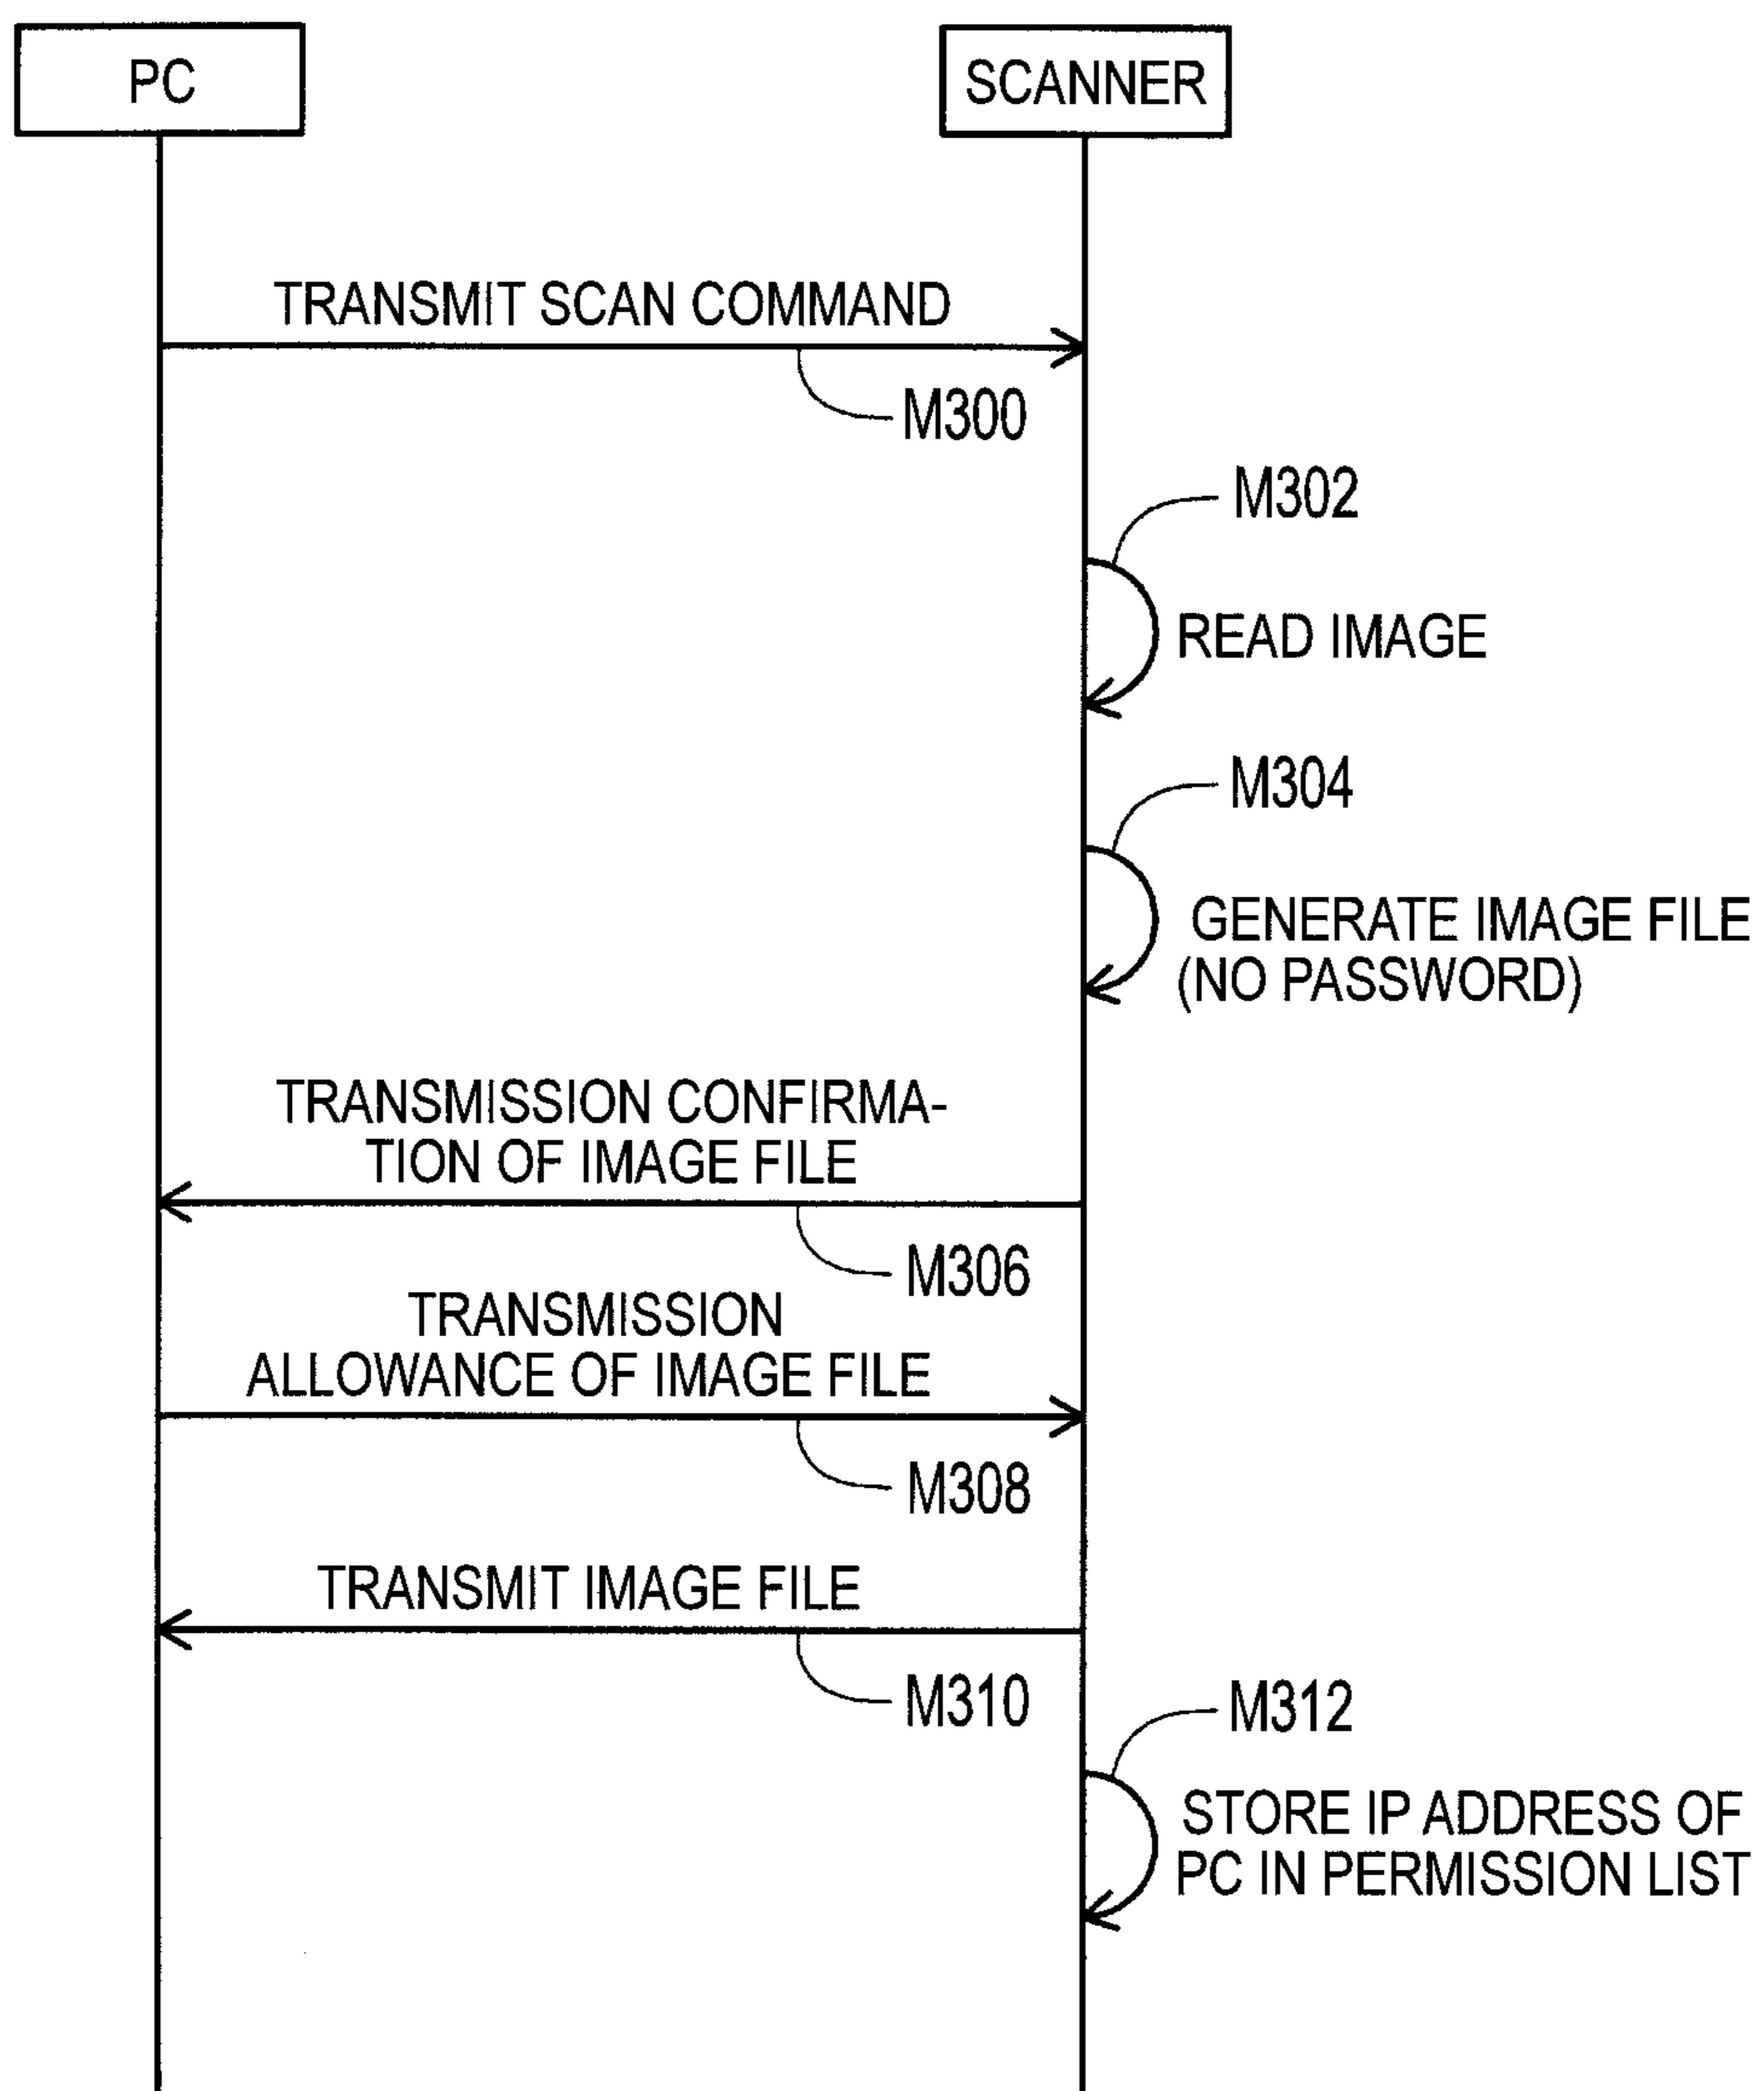 PC
SCANNER
TRANSMIT SCAN COMMAND
M300
M302
READ IMAGE
M304
GENERATE IMAGE FILE
(NO PASSWORD)
TRANSMISSION CONFIRMA-
TION OF IMAGE FILE
M306
TRANSMISSION
ALLOWANCE OF IMAGE FILE
M308
TRANSMIT IMAGE FILE
M310
M312
STORE IP ADDRESS OF
PC IN PERMISSION LIST